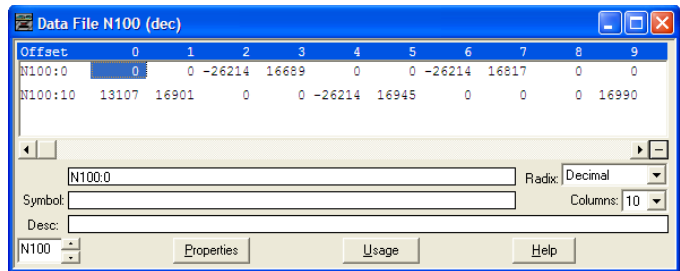 Data File N100 (dec)
Offset 0 1 2 3 4 5 6 7 8 9
N100:0 0 0 -26214 16689 0 0 -26214 16817 0 0
N100:10 13107 16901 0 0 -26214 16945 0 0 0 16990
N100:0 Radix: Decimal
Symbol: Columns: 10
Desc:
N100 Properties Usage Help